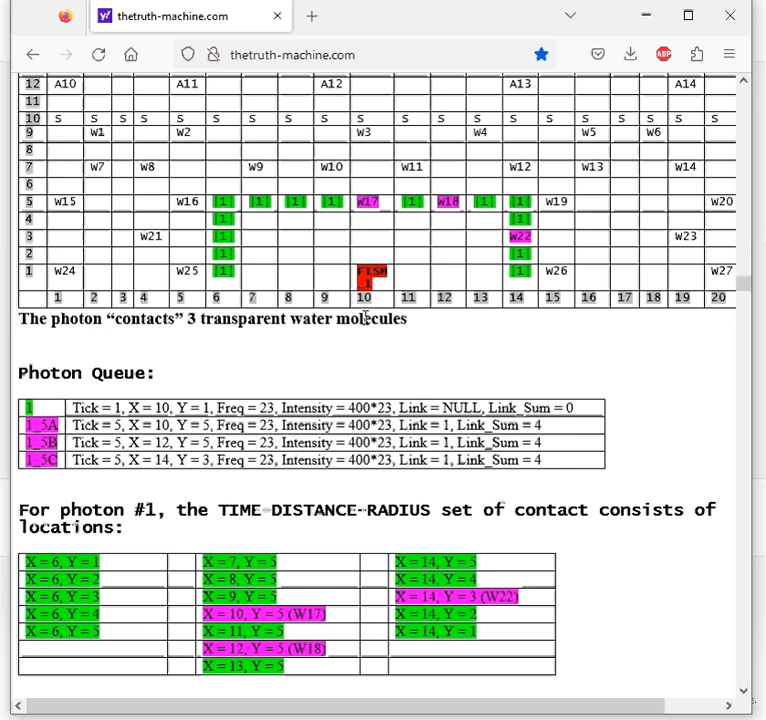 thetruth-machine.com
thetruth-machine.com
ABP
12 A10 A11 A12 A13 A14
11
10 S S S S S S S S S S S S S S S S S S S S
9 W1 W2 W3 W4 W5 W6
8
7 W7 W8 W9 W10 W11 W12 W13 W14
6
5 W15 W16 |1| |1| |1| |1| W17 |1| W18 |1| |1| W19 W20
4 |1| |1|
3 W21 |1| W22 W23
2 |1| |1|
1 W24 W25 |1| FISH_1 |1| W26 W27
1 2 3 4 5 6 7 8 9 10 11 12 13 14 15 16 17 18 19 20
The photon “contacts” 3 transparent water molecules
Photon Queue:
1 Tick = 1, X = 10, Y = 1, Freq = 23, Intensity = 400*23, Link = NULL, Link_Sum = 0
1_5A Tick = 5, X = 10, Y = 5, Freq = 23, Intensity = 400*23, Link = 1, Link_Sum = 4
1_5B Tick = 5, X = 12, Y = 5, Freq = 23, Intensity = 400*23, Link = 1, Link_Sum = 4
1_5C Tick = 5, X = 14, Y = 3, Freq = 23, Intensity = 400*23, Link = 1, Link_Sum = 4
For photon #1, the TIME-DISTANCE-RADIUS set of contact consists of
locations:
X = 6, Y = 1 X = 7, Y = 5 X = 14, Y = 5
X = 6, Y = 2 X = 8, Y = 5 X = 14, Y = 4
X = 6, Y = 3 X = 9, Y = 5 X = 14, Y = 3 (W22)
X = 6, Y = 4 X = 10, Y = 5 (W17) X = 14, Y = 2
X = 6, Y = 5 X = 11, Y = 5 X = 14, Y = 1
X = 12, Y = 5 (W18)
X = 13, Y = 5